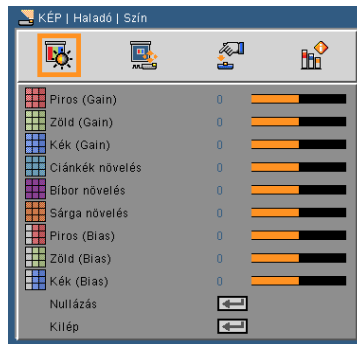 KÉP | Haladó | Szín
Piros (Gain) 0
Zöld (Gain) 0
Kék (Gain) 0
Ciánkék növelés 0
Bíbor növelés 0
Sárga növelés 0
Piros (Bias) 0
Zöld (Bias) 0
Kék (Bias) 0
Nullázás
Kilép